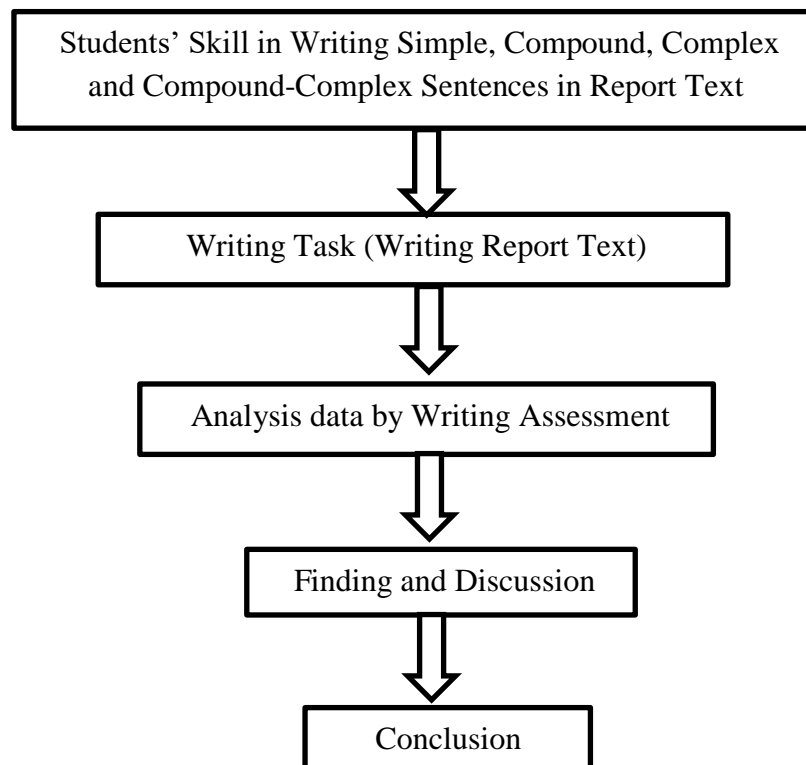 Students’ Skill in Writing Simple, Compound, Complex
and Compound-Complex Sentences in Report Text
Writing Task (Writing Report Text)
Analysis data by Writing Assessment
Finding and Discussion
Conclusion